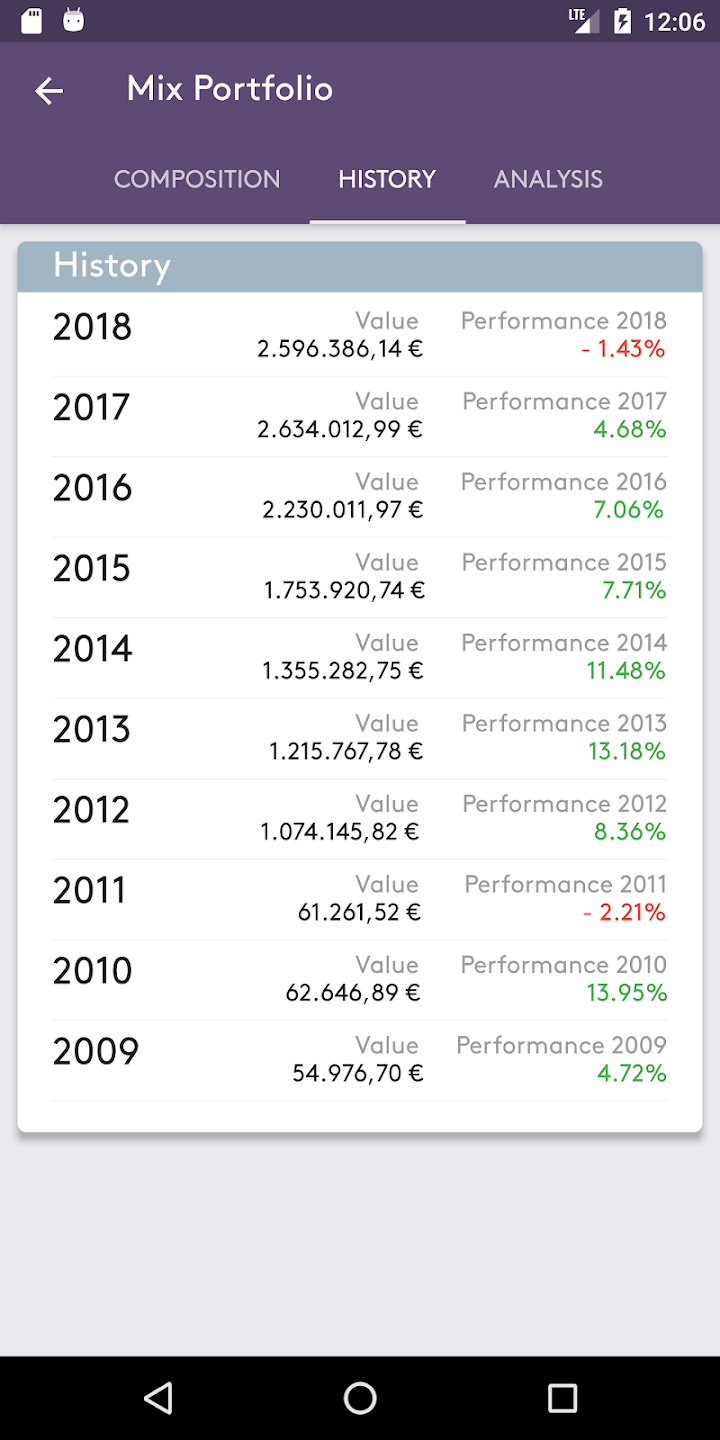 LTE 12:06
Mix Portfolio
COMPOSITION HISTORY ANALYSIS
History
2018 Value Performance 2018
2.596.386,14 € - 1.43%
2017 Value Performance 2017
2.634.012,99 € 4.68%
2016 Value Performance 2016
2.230.011,97 € 7.06%
2015 Value Performance 2015
1.753.920,74 € 7.71%
2014 Value Performance 2014
1.355.282,75 € 11.48%
2013 Value Performance 2013
1.215.767,78 € 13.18%
2012 Value Performance 2012
1.074.145,82 € 8.36%
2011 Value Performance 2011
61.261,52 € - 2.21%
2010 Value Performance 2010
62.646,89 € 13.95%
2009 Value Performance 2009
54.976,70 € 4.72%